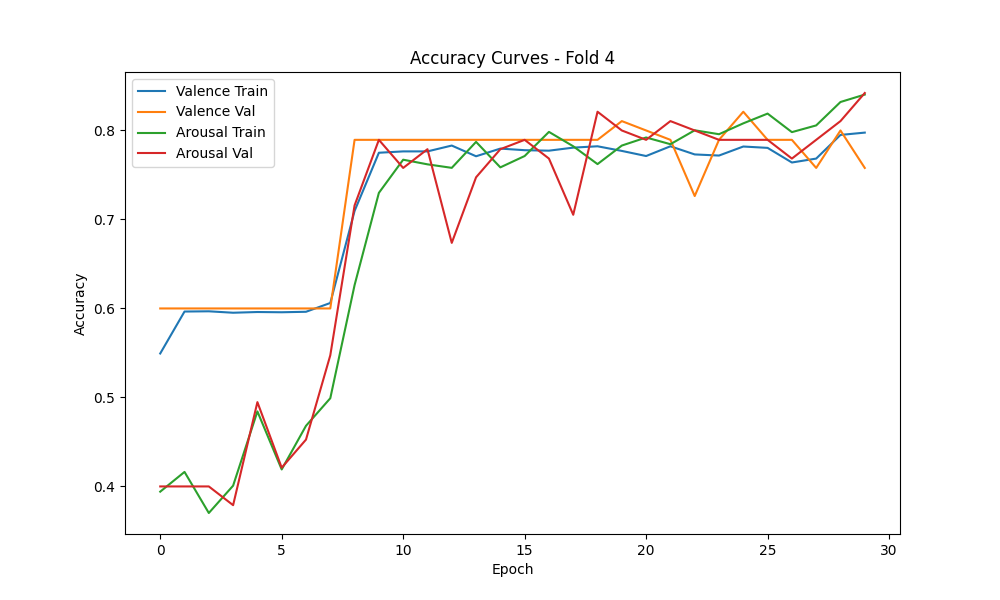 Accuracy Curves - Fold 4
Valence Train
Valence Val
Arousal Train
Arousal Val
0.8
0.7
0.6
0.5
0.4
Accuracy
0
5
10
15
20
25
30
Epoch